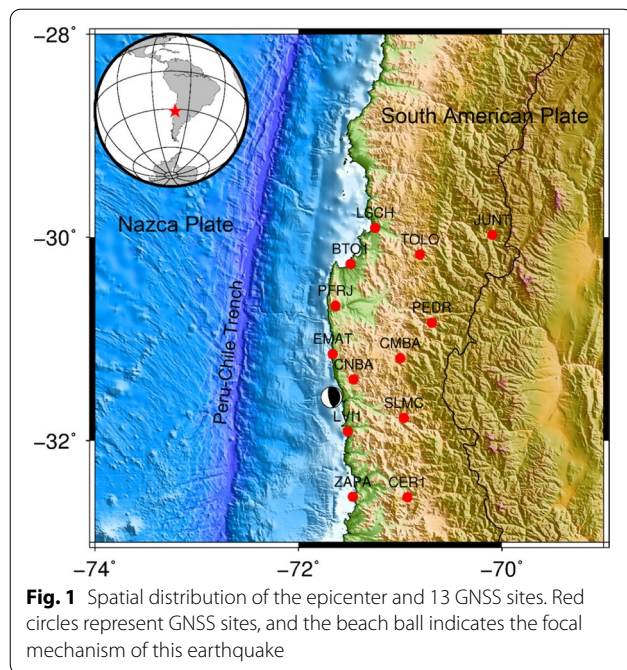 -28˚
South American Plate
Nazca Plate
LSCH
JUNT
-30˚
TOLO
BTO1
PFRJ
PEDR
Peru-Chile Trench
EMAT
CMBA
CNBA
SLMC
LVI1
-32˚
ZAPA
CER1
-74˚
-72˚
-70˚
Fig. 1 Spatial distribution of the epicenter and 13 GNSS sites. Red
circles represent GNSS sites, and the beach ball indicates the focal
mechanism of this earthquake